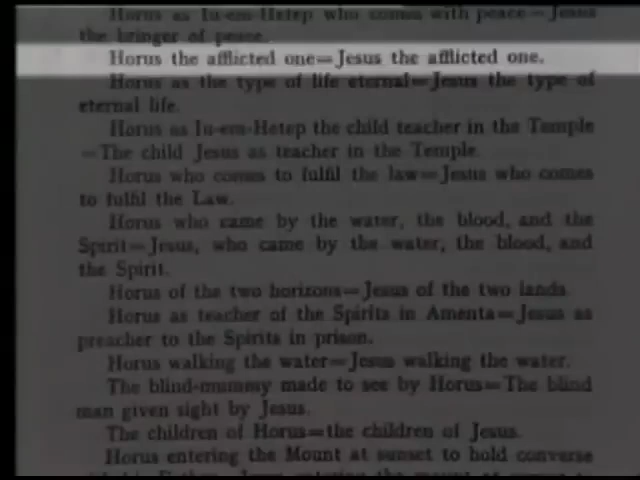 Horus as Iu-em-Hetep who comes with peace=Jesus
the bringer of peace.
Horus the afflicted one=Jesus the afflicted one.
Horus as the type of life eternal=Jesus the type of
eternal life.
Horus as Iu-em-Hetep the child teacher in the Temple
=The child Jesus as teacher in the Temple.
Horus who comes to fulfil the law=Jesus who comes
to fulfil the Law.
Horus who came by the water, the blood, and the
Spirit=Jesus, who came by the water, the blood, and
the Spirit.
Horus of the two horizons=Jesus of the two lands.
Horus as teacher of the Spirits in Amenta=Jesus as
preacher to the Spirits in prison.
Horus walking the water=Jesus walking the water.
The blind-mummy made to see by Horus=The blind
man given sight by Jesus.
The children of Horus=the children of Jesus.
Horus entering the Mount at sunset to hold converse